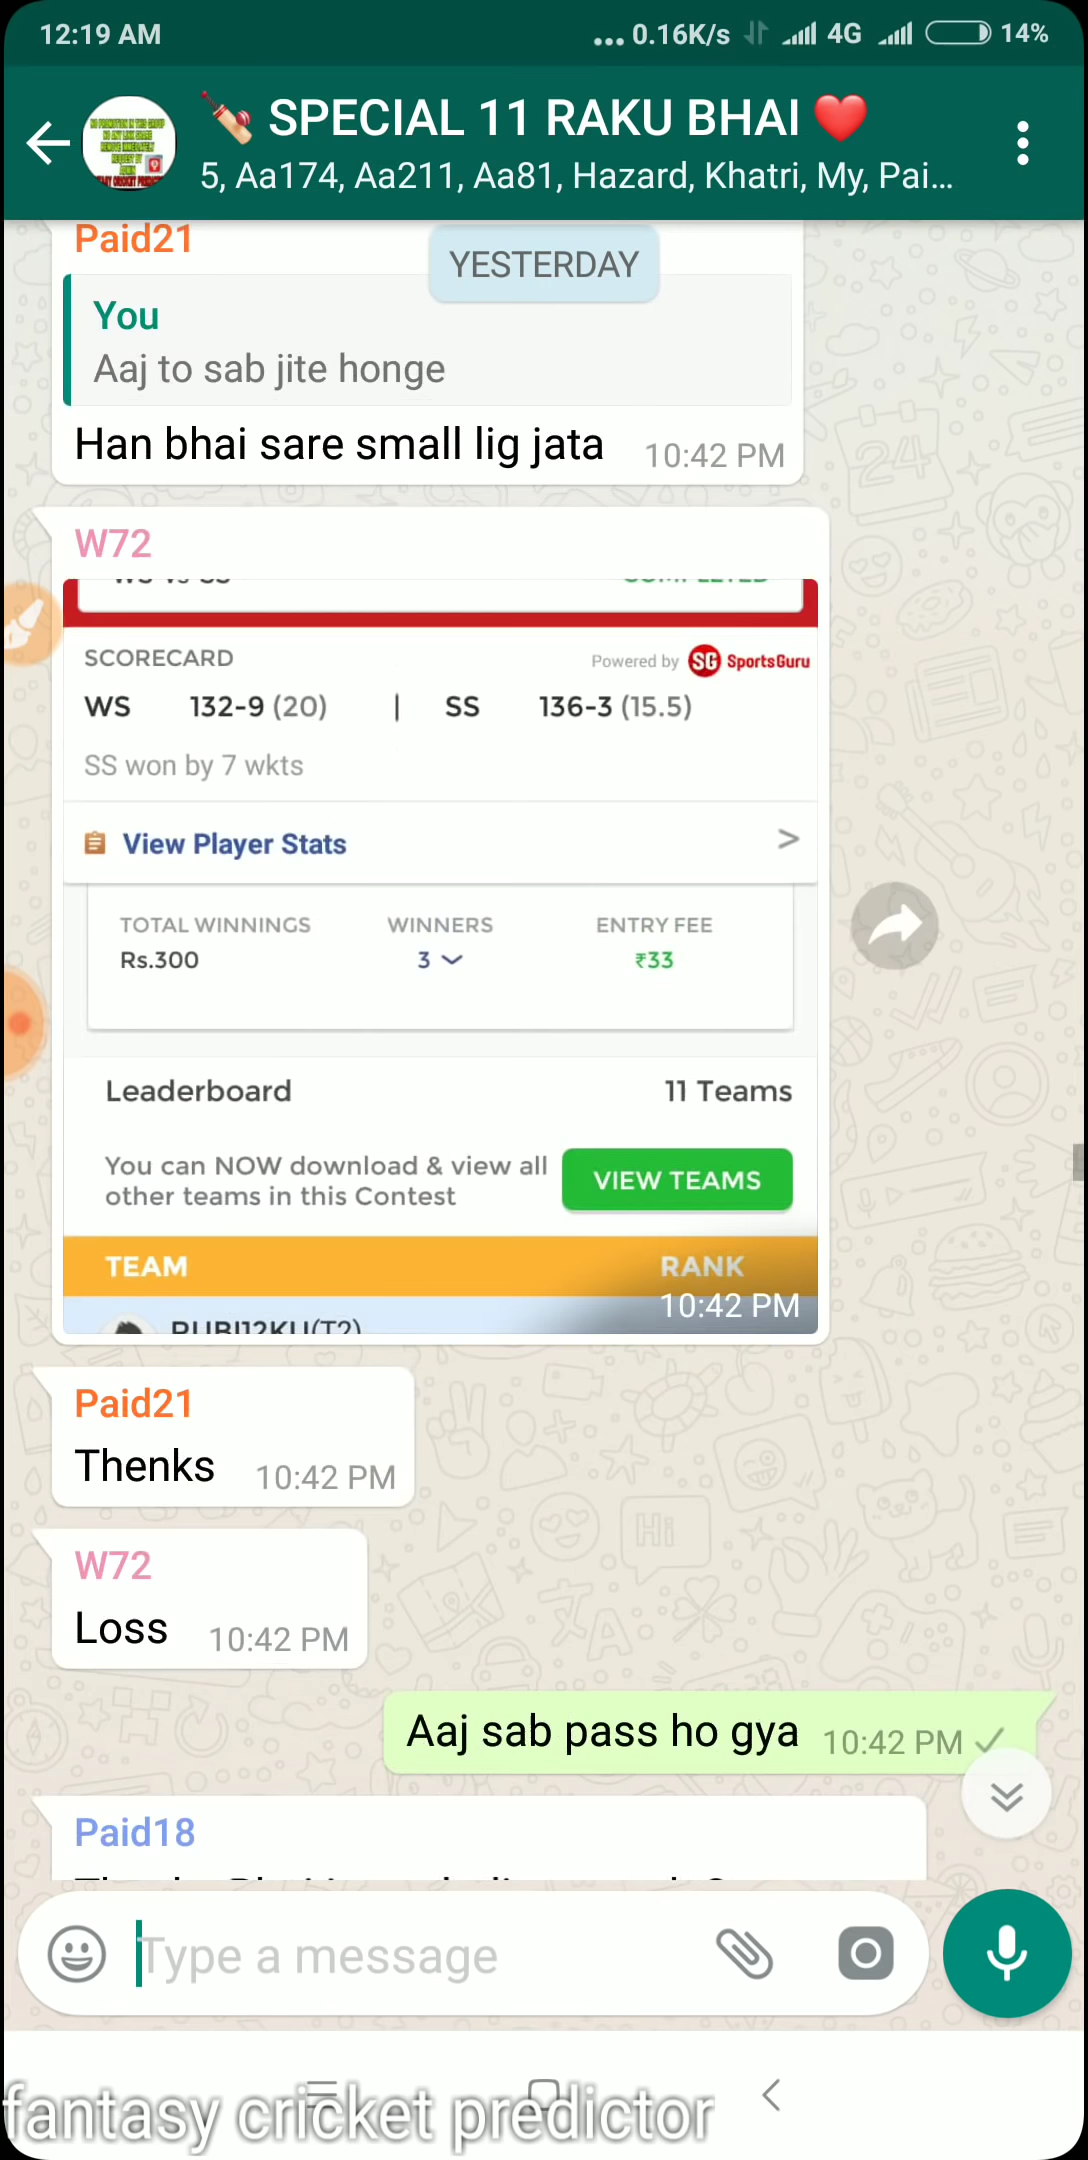 12:19 AM
... 0.16K/s 4G 14%
SPECIAL 11 RAKU BHAI
5, Aa174, Aa211, Aa81, Hazard, Khatri, My, Pai...
Paid21
YESTERDAY
You
Aaj to sab jite honge
Han bhai sare small lig jata 10:42 PM
W72
SCORECARD
Powered by SG SportsGuru
WS 132-9 (20) | SS 136-3 (15.5)
SS won by 7 wkts
View Player Stats >
TOTAL WINNINGS WINNERS ENTRY FEE
Rs.300 3 ₹33
Leaderboard 11 Teams
You can NOW download & view all
other teams in this Contest
VIEW TEAMS
TEAM RANK
10:42 PM
Paid21
Thenks 10:42 PM
W72
Loss 10:42 PM
Aaj sab pass ho gya 10:42 PM
Paid18
Type a message
fantasy cricket predictor